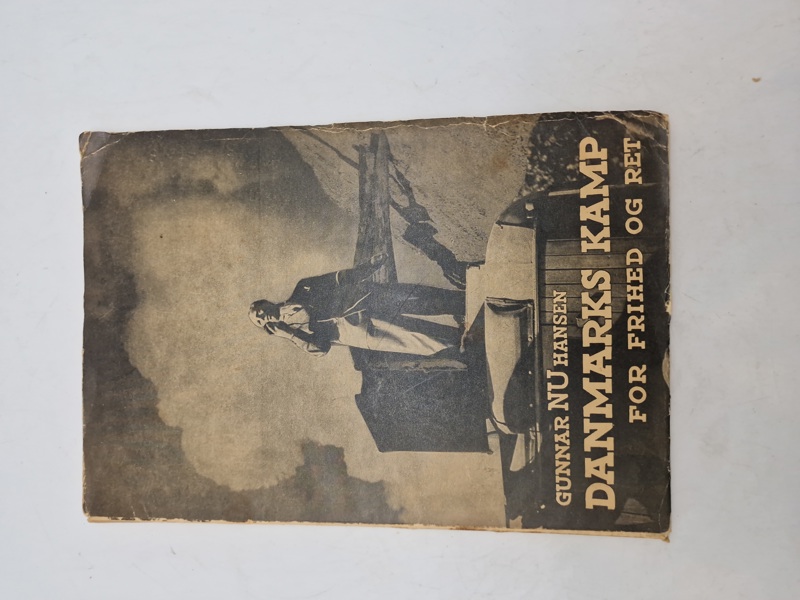 GUNNAR NU HANSEN
DANMARKS KAMP
FOR FRIHED OG RET